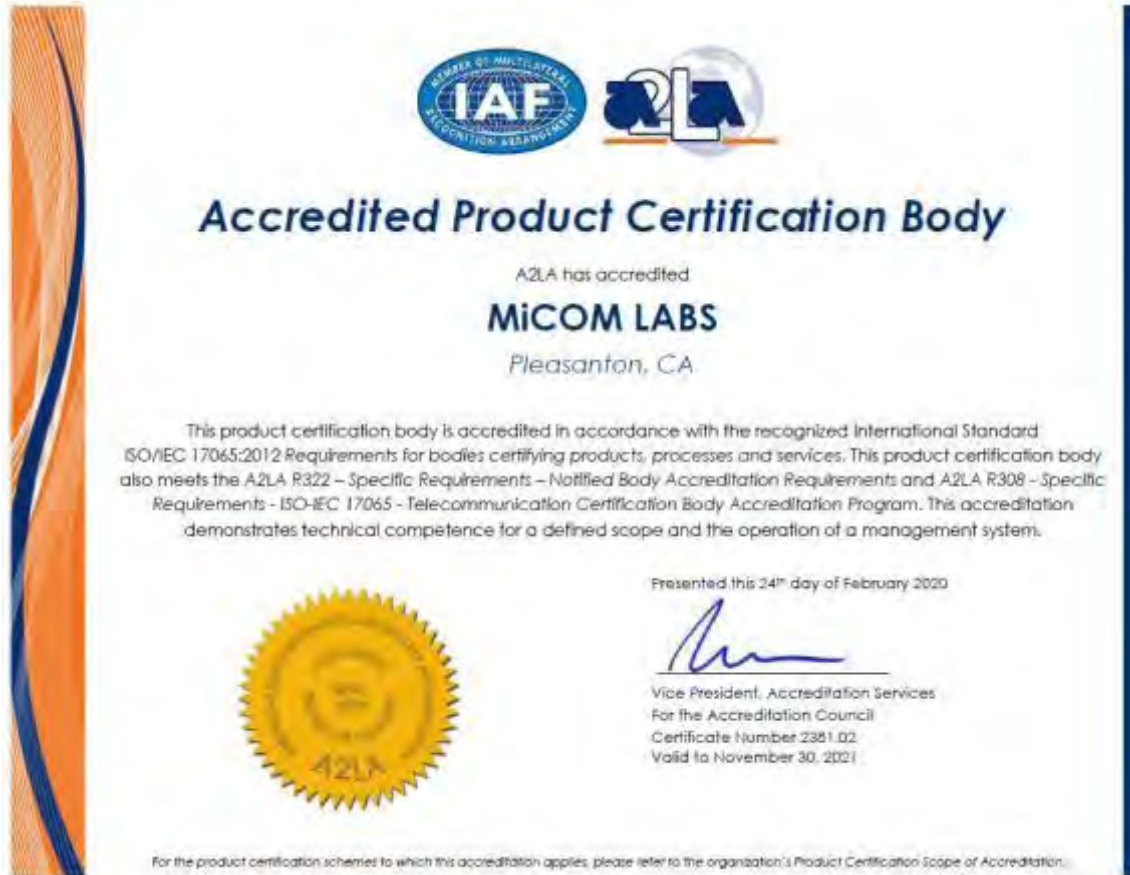 MEMBER OF MULTILATERAL
IAF
RECOGNITION ARRANGEMENT
a2La
Accredited Product Certification Body
A2LA has accredited
MiCOM LABS
Pleasanton, CA
This product certification body is accredited in accordance with the recognized International Standard
ISO/IEC 17065:2012 Requirements for bodies certifying products, processes and services. This product certification body
also meets the A2LA R322 – Specific Requirements – Notified Body Accreditation Requirements and A2LA R308 - Specific
Requirements - ISO-IEC 17065 - Telecommunication Certification Body Accreditation Program. This accreditation
demonstrates technical competence for a defined scope and the operation of a management system.
Presented this 24th day of February 2020
Vice President, Accreditation Services
For the Accreditation Council
Certificate Number 2381.02
Valid to November 30, 2021
A2LA
For the product certification schemes to which this accreditation applies, please refer to the organization's Product Certification Scope of Accreditation.